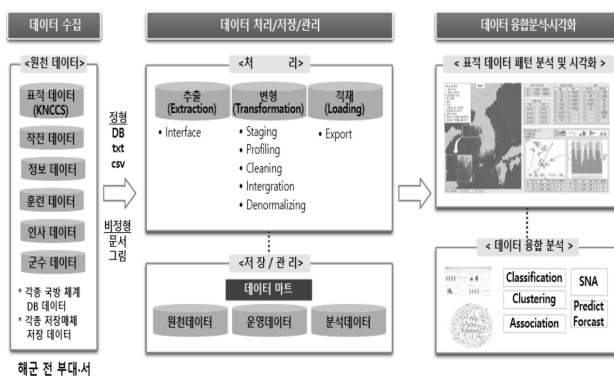 데이터 수집
<원천 데이터>
표적 데이터
(KNCCS)
작전 데이터
정보 데이터
훈련 데이터
인사 데이터
군수 데이터
* 각종 국방 체계
DB 데이터
* 각종 저장매체
저장 데이터
해군 전 부대·서
정형
DB
txt
csv
비정형
문서
그림
데이터 처리/저장/관리
<처 리>
추출
(Extraction)
• Interface
변형
(Transformation)
• Staging
• Profiling
• Cleaning
• Intergration
• Denormalizing
적재
(Loading)
• Export
<저 장 / 관 리>
데이터 마트
원천데이터
운영데이터
분석데이터
데이터 융합분석·시각화
< 표적 데이터 패턴 분석 및 시각화 >
< 데이터 융합 분석 >
Classification
Clustering
Association
SNA
Predict
Forcast